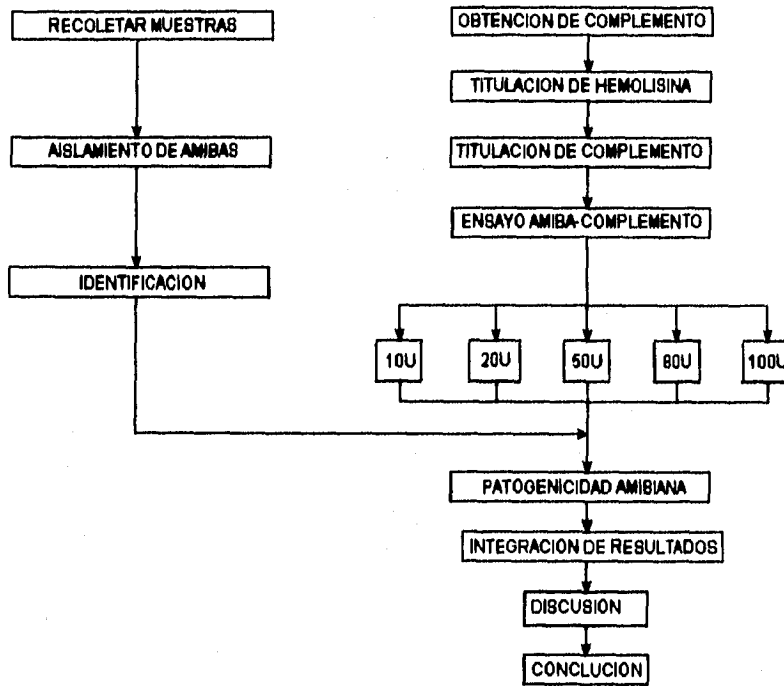 RECOLETAR MUESTRAS
AISLAMIENTO DE AMIBAS
IDENTIFICACION
OBTENCION DE COMPLEMENTO
TITULACION DE HEMOLISINA
TITULACION DE COMPLEMENTO
ENSAYO AMIBA-COMPLEMENTO
10U 20U 50U 80U 100U
PATOGENICIDAD AMIBIANA
INTEGRACION DE RESULTADOS
DISCUSION
CONCLUCION